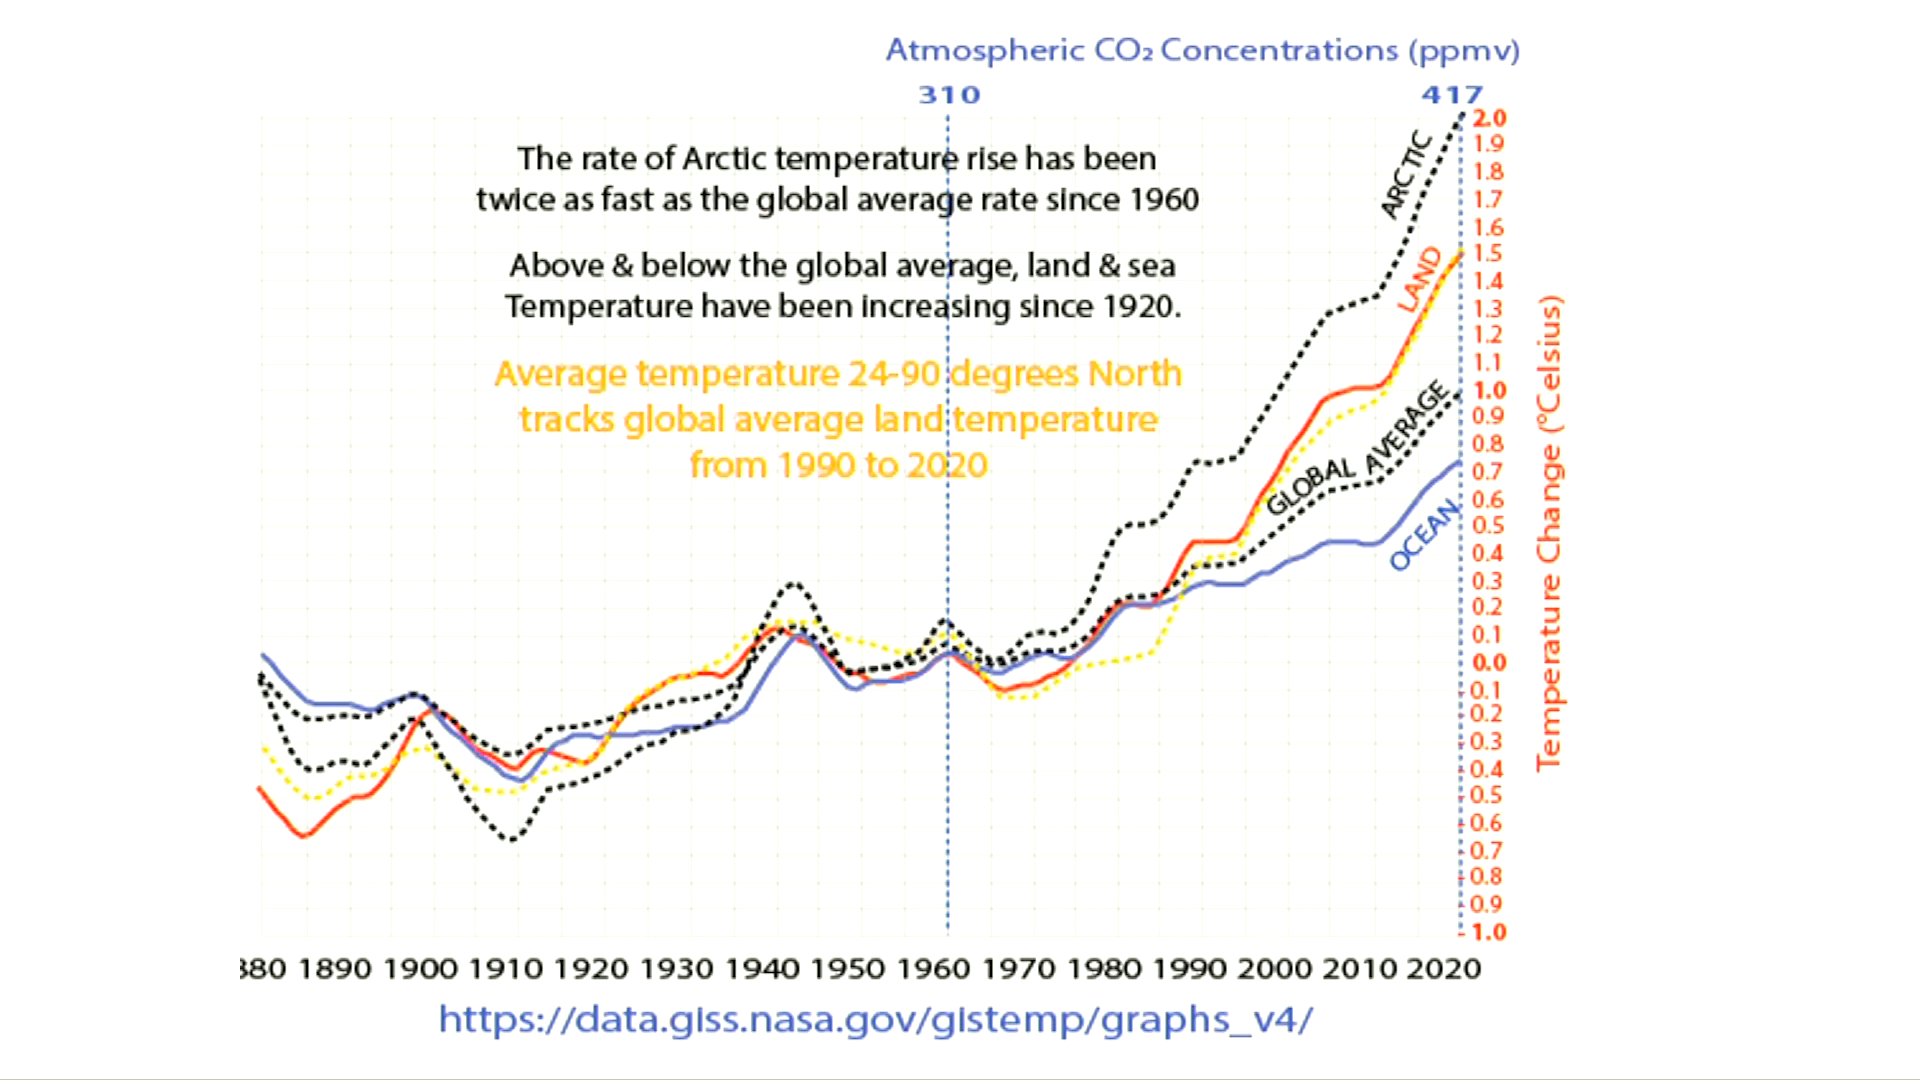 Atmospheric CO₂ Concentrations (ppmv)
310 417
The rate of Arctic temperature rise has been
twice as fast as the global average rate since 1960
Above & below the global average, land & sea
Temperature have been increasing since 1920.
Average temperature 24-90 degrees North
tracks global average land temperature
from 1990 to 2020
ARCTIC
LAND
GLOBAL AVERAGE
OCEAN
2.0
1.9
1.8
1.7
1.6
1.5
1.4
1.3
1.2
1.1
1.0
0.9
0.8
0.7
0.6
0.5
0.4
0.3
0.2
0.1
0.0
-0.1
-0.2
-0.3
-0.4
-0.5
-0.6
-0.7
-0.8
-0.9
-1.0
Temperature Change (°Celsius)
880 1890 1900 1910 1920 1930 1940 1950 1960 1970 1980 1990 2000 2010 2020
https://data.giss.nasa.gov/gistemp/graphs_v4/